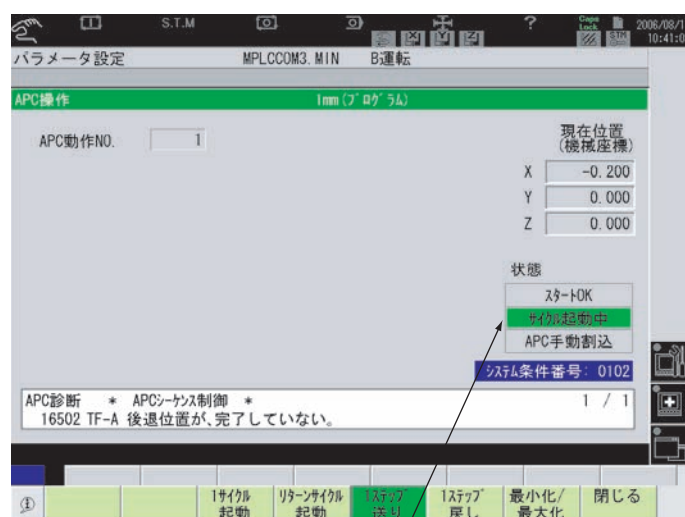 S.T.M
?
Caps Lock
2006/08/1
STM
10:41:0
X Y Z
パラメータ設定 MPLCCOM3.MIN B運転
APC操作 1mm(プログラム)
APC動作NO. 1
現在位置
(機械座標)
X -0.200
Y 0.000
Z 0.000
状態
スタートOK
サイクル起動中
APC手動割込
システム条件番号: 0102
APC診断 * APCシーケンス制御 * 1 / 1
16502 TF-A 後退位置が、完了していない。
1サイクル 起動
リターンサイクル 起動
1ステップ 送り
1ステップ 戻し
最小化/ 最大化
閉じる